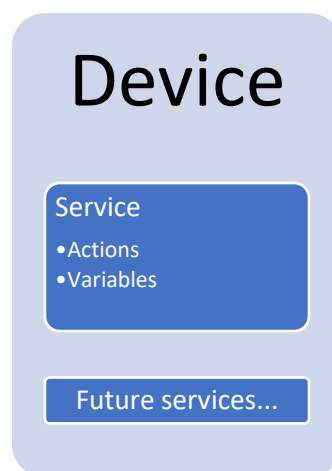 Device
Service
•Actions
•Variables
Future services...